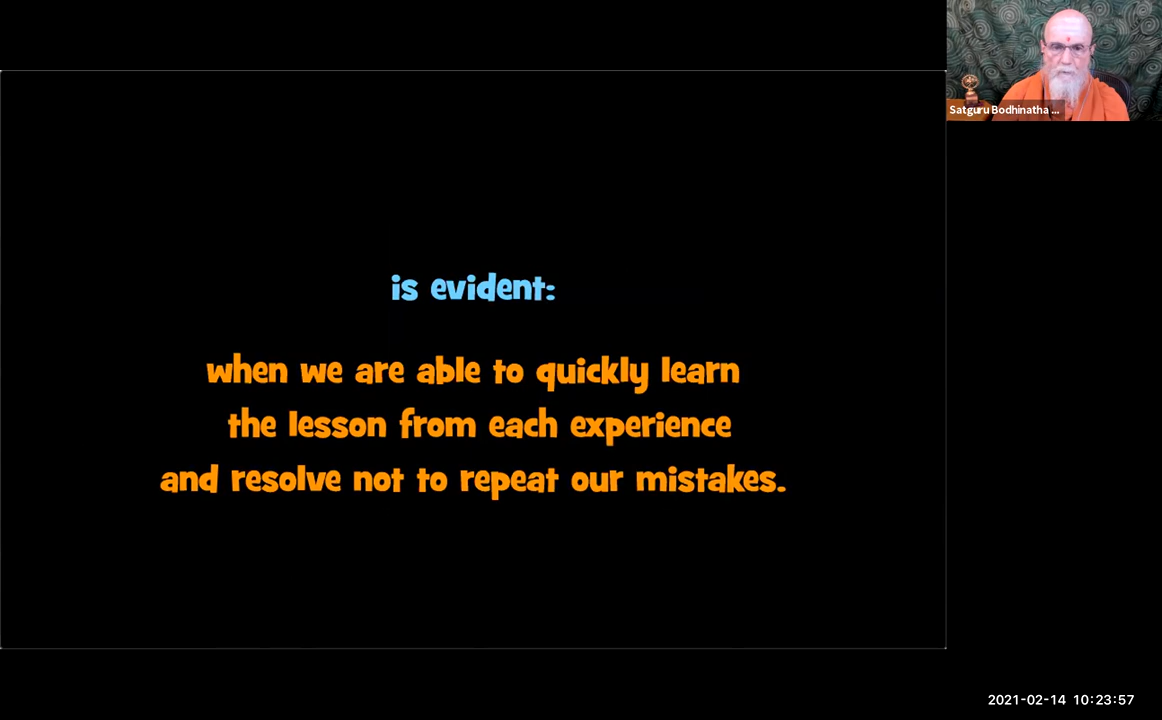 Satguru Bodhinatha ...
is evident:
when we are able to quickly learn
the lesson from each experience
and resolve not to repeat our mistakes.
2021-02-14 10:23:57